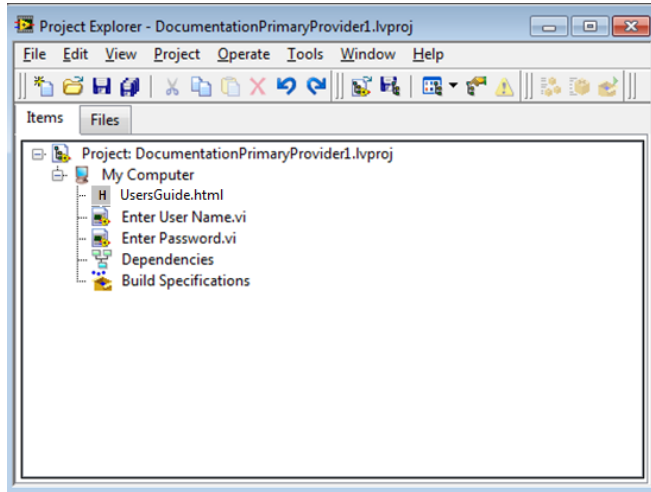 Project Explorer - DocumentationPrimaryProvider1.lvproj
File Edit View Project Operate Tools Window Help
Items Files
Project: DocumentationPrimaryProvider1.lvproj
My Computer
H UsersGuide.html
Enter User Name.vi
Enter Password.vi
Dependencies
Build Specifications